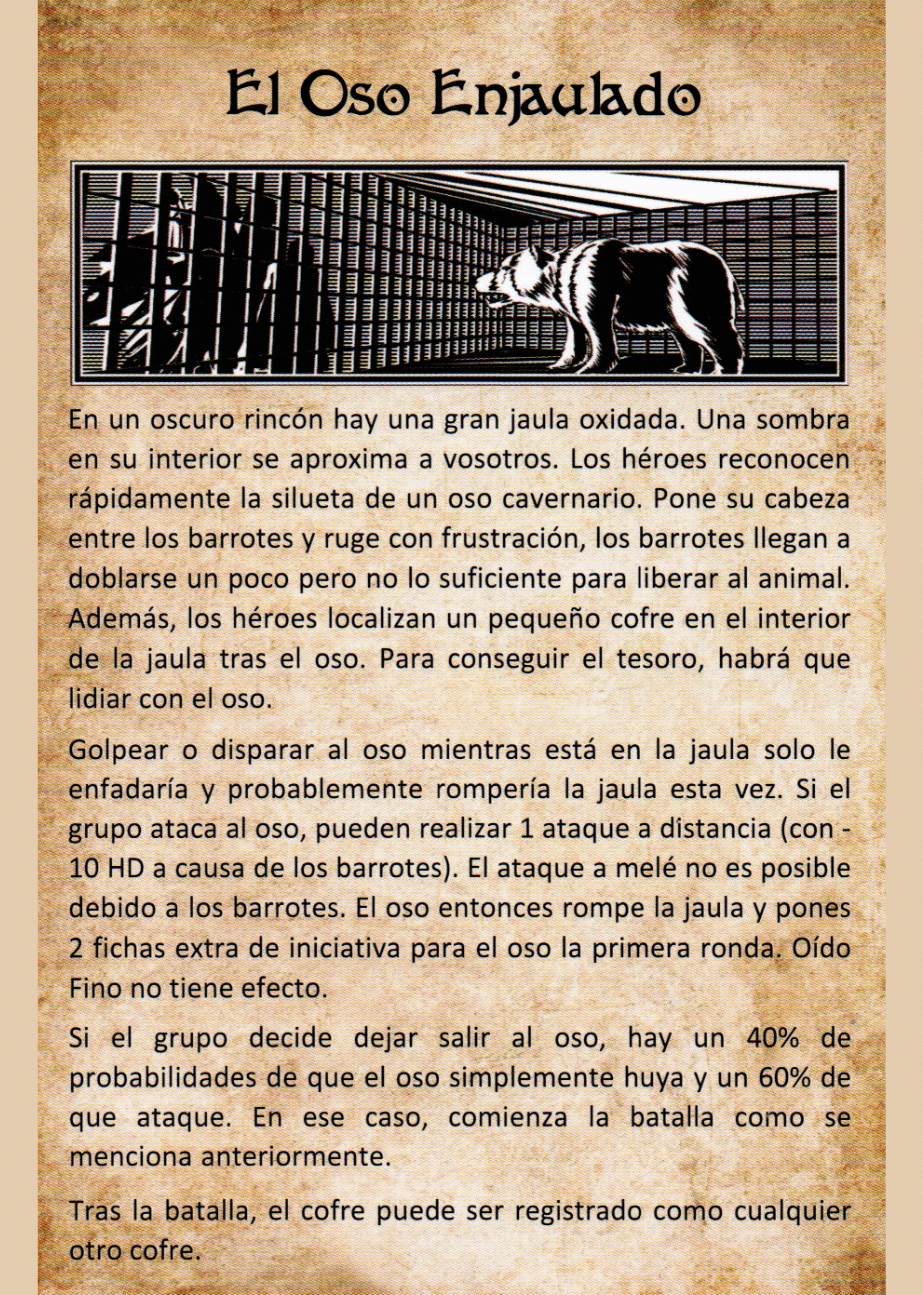 El Oso Enjaulado
En un oscuro rincón hay una gran jaula oxidada. Una sombra
en su interior se aproxima a vosotros. Los héroes reconocen
rápidamente la silueta de un oso cavernario. Pone su cabeza
entre los barrotes y ruge con frustración, los barrotes llegan a
doblarse un poco pero no lo suficiente para liberar al animal.
Además, los héroes localizan un pequeño cofre en el interior
de la jaula tras el oso. Para conseguir el tesoro, habrá que
lidiar con el oso.
Golpear o disparar al oso mientras está en la jaula solo le
enfadaría y probablemente rompería la jaula esta vez. Si el
grupo ataca al oso, pueden realizar 1 ataque a distancia (con -
10 HD a causa de los barrotes). El ataque a melé no es posible
debido a los barrotes. El oso entonces rompe la jaula y pones
2 fichas extra de iniciativa para el oso la primera ronda. Oído
Fino no tiene efecto.
Si el grupo decide dejar salir al oso, hay un 40% de
probabilidades de que el oso simplemente huya y un 60% de
que ataque. En ese caso, comienza la batalla como se
menciona anteriormente.
Tras la batalla, el cofre puede ser registrado como cualquier
otro cofre.